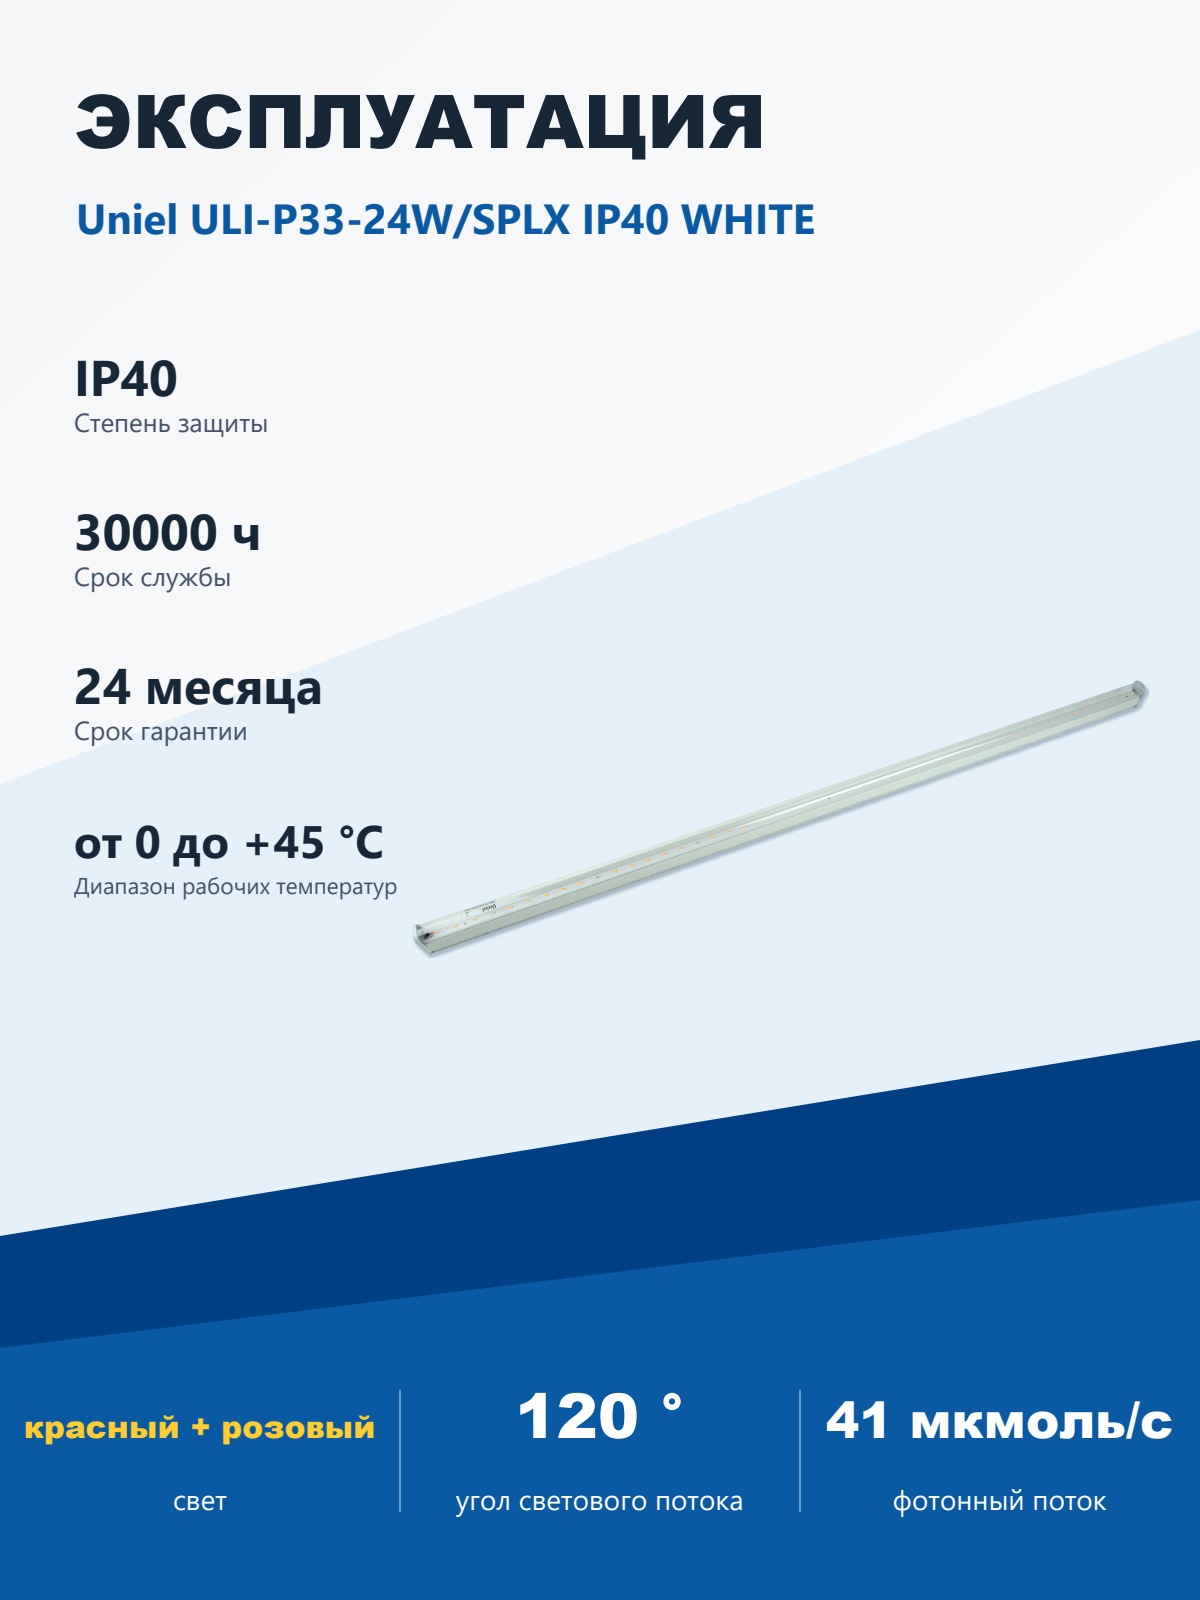 ЭКСПЛУАТАЦИЯ
Uniel ULI-P33-24W/SPLX IP40 WHITE
IP40
Степень защиты
30000 ч
Срок службы
24 месяца
Срок гарантии
от 0 до +45 °C
Диапазон рабочих температур
Uniel
красный + розовый
свет
120 °
угол светового потока
41 мкмоль/с
фотонный поток